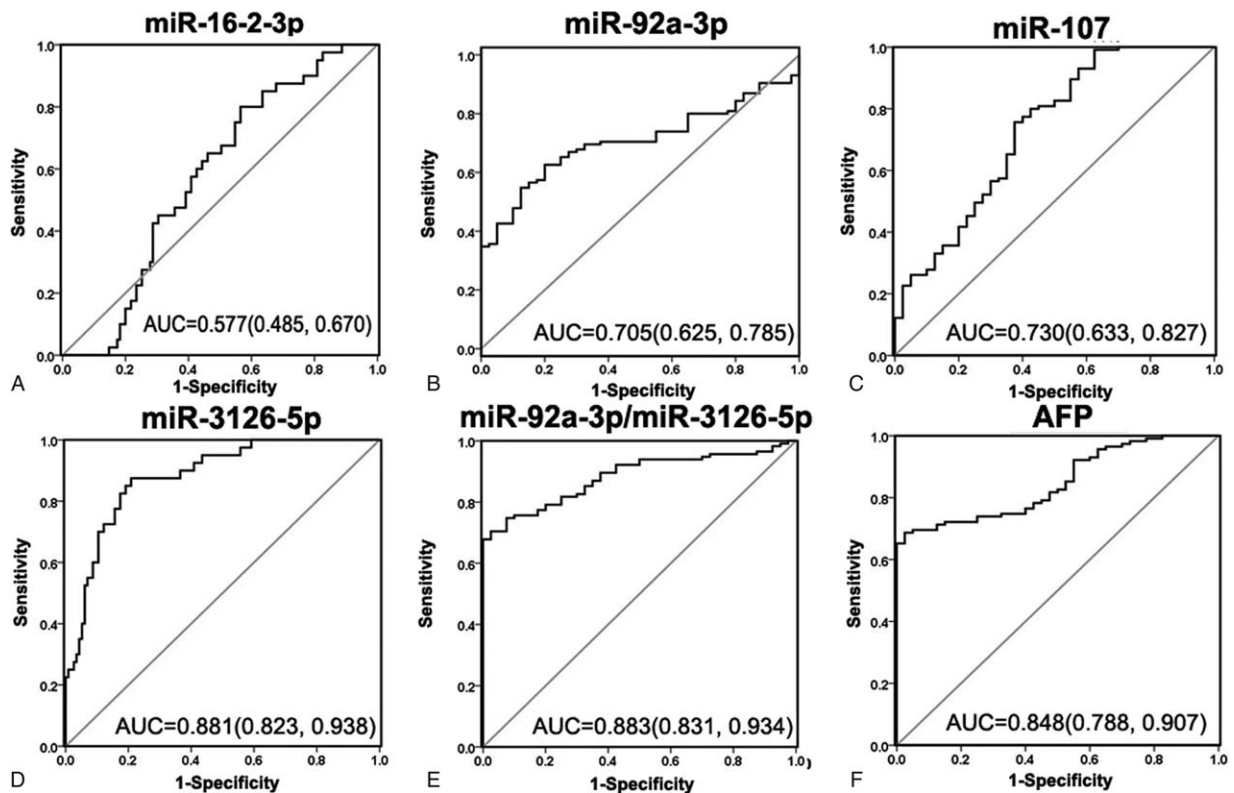 miR-16-2-3p
1.0
0.8
0.6
0.4
0.2
0.0
Sensitivity
AUC=0.577(0.485, 0.670)
0.0 0.2 0.4 0.6 0.8 1.0
1-Specificity
A
miR-92a-3p
1.0
0.8
0.6
0.4
0.2
0.0
Sensitivity
AUC=0.705(0.625, 0.785)
0.0 0.2 0.4 0.6 0.8 1.0
1-Specificity
B
miR-107
1.0
0.8
0.6
0.4
0.2
0.0
Sensitivity
AUC=0.730(0.633, 0.827)
0.0 0.2 0.4 0.6 0.8 1.0
1-Specificity
C
miR-3126-5p
1.0
0.8
0.6
0.4
0.2
0.0
Sensitivity
AUC=0.881(0.823, 0.938)
0.0 0.2 0.4 0.6 0.8 1.0
1-Specificity
D
miR-92a-3p/miR-3126-5p
1.0
0.8
0.6
0.4
0.2
0.0
Sensitivity
AUC=0.883(0.831, 0.934)
0.0 0.2 0.4 0.6 0.8 1.0 )
1-Specificity
E
AFP
1.0
0.8
0.6
0.4
0.2
0.0
Sensitivity
AUC=0.848(0.788, 0.907)
0.0 0.2 0.4 0.6 0.8 1.0
1-Specificity
F